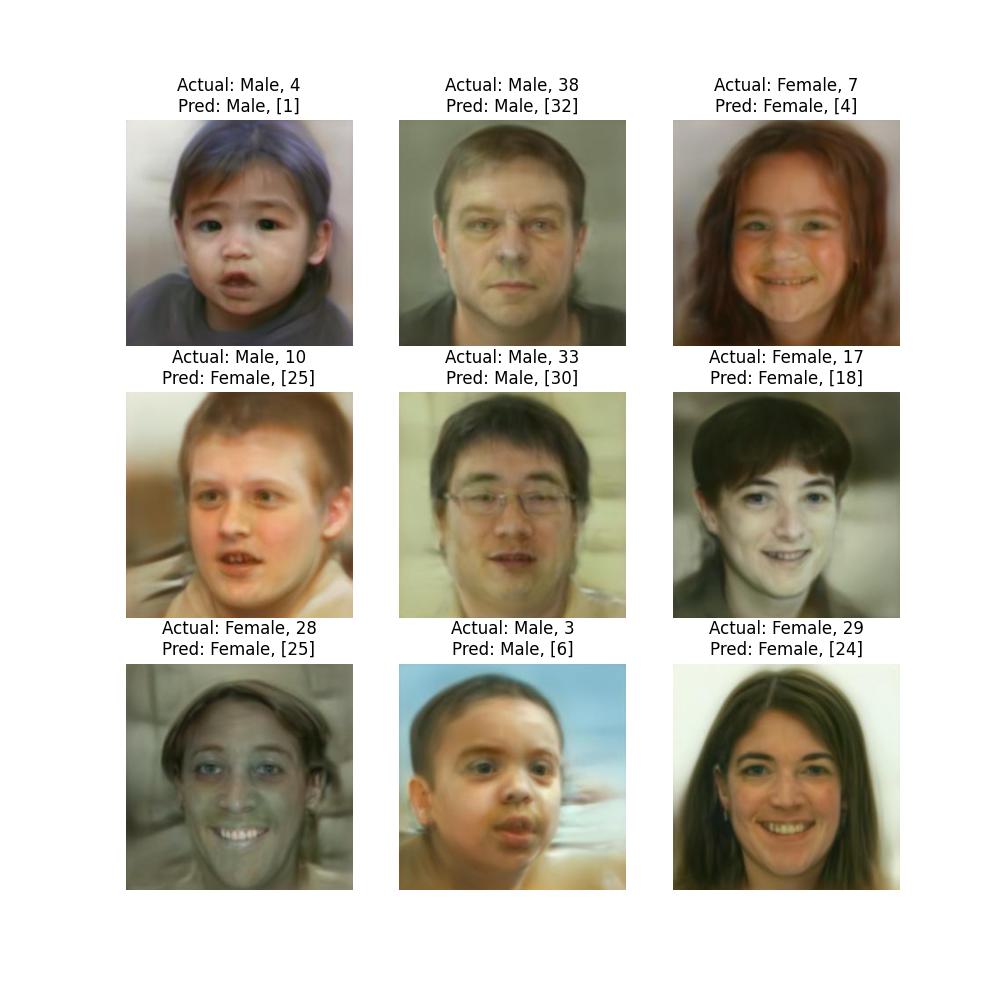 Actual: Male, 4
Pred: Male, [1]
Actual: Male, 38
Pred: Male, [32]
Actual: Female, 7
Pred: Female, [4]
Actual: Male, 10
Pred: Female, [25]
Actual: Male, 33
Pred: Male, [30]
Actual: Female, 17
Pred: Female, [18]
Actual: Female, 28
Pred: Female, [25]
Actual: Male, 3
Pred: Male, [6]
Actual: Female, 29
Pred: Female, [24]